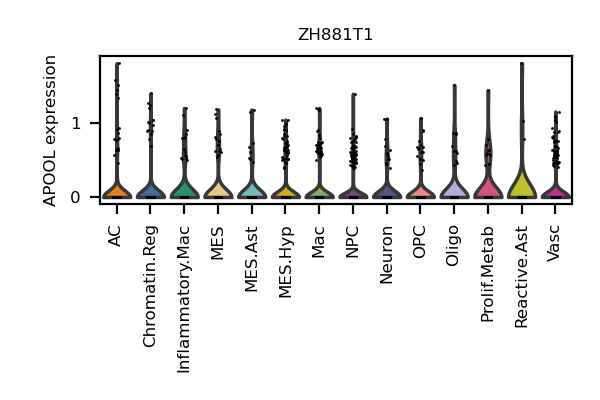 ZH881T1
APOOL expression
1
0
AC
Chromatin.Reg
Inflammatory.Mac
MES
MES.Ast
MES.Hyp
Mac
NPC
Neuron
OPC
Oligo
Prolif.Metab
Reactive.Ast
Vasc